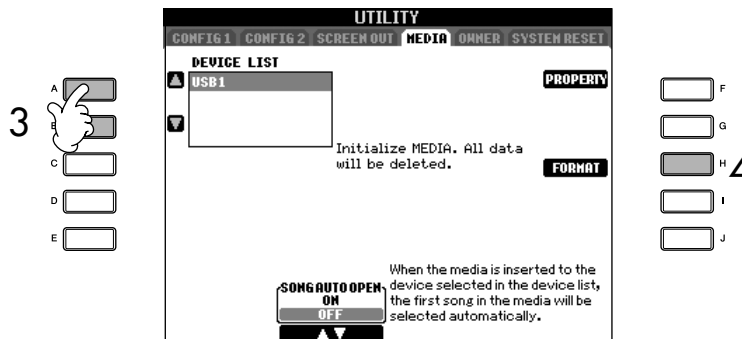 UTILITY
CONFIG 1 CONFIG 2 SCREEN OUT MEDIA OWNER SYSTEM RESET
DEVICE LIST
USB1
PROPERTY
Initialize MEDIA. All data
will be deleted.
FORMAT
When the media is inserted to the
device selected in the device list,
the first song in the media will be
selected automatically.
SONG AUTO OPEN
ON
OFF
3
A
B
C
D
E
F
G
H
I
J
4